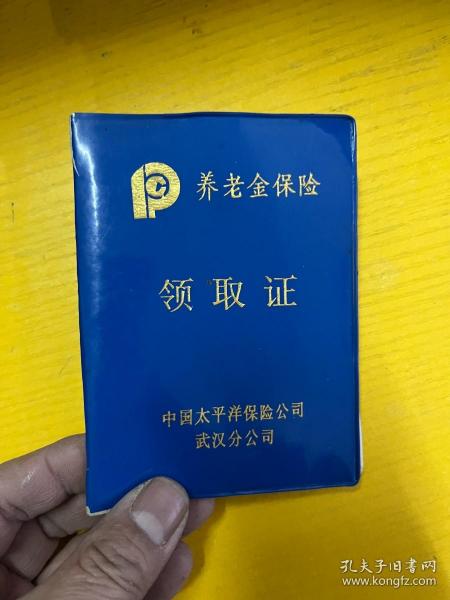 养老金保险
领取证
中国太平洋保险公司
武汉分公司
孔夫子旧书网
www.kongfz.com